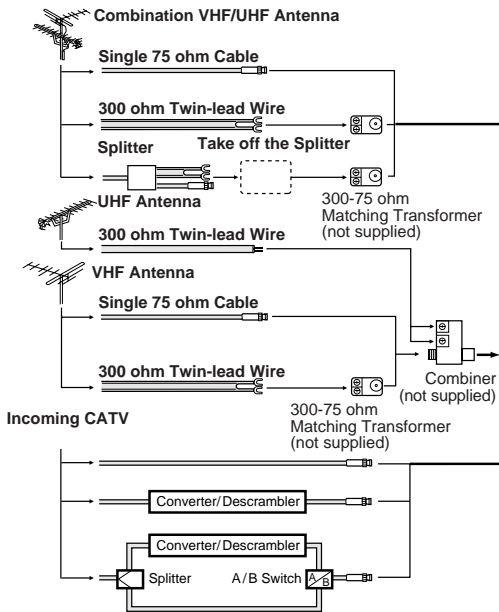 Combination VHF/UHF Antenna
Single 75 ohm Cable
300 ohm Twin-lead Wire
Splitter
Take off the Splitter
300-75 ohm
Matching Transformer
(not supplied)
UHF Antenna
300 ohm Twin-lead Wire
VHF Antenna
Single 75 ohm Cable
300 ohm Twin-lead Wire
Combiner
(not supplied)
300-75 ohm
Matching Transformer
(not supplied)
Incoming CATV
Converter/Descrambler
Converter/Descrambler
Splitter
A/B Switch
A/B